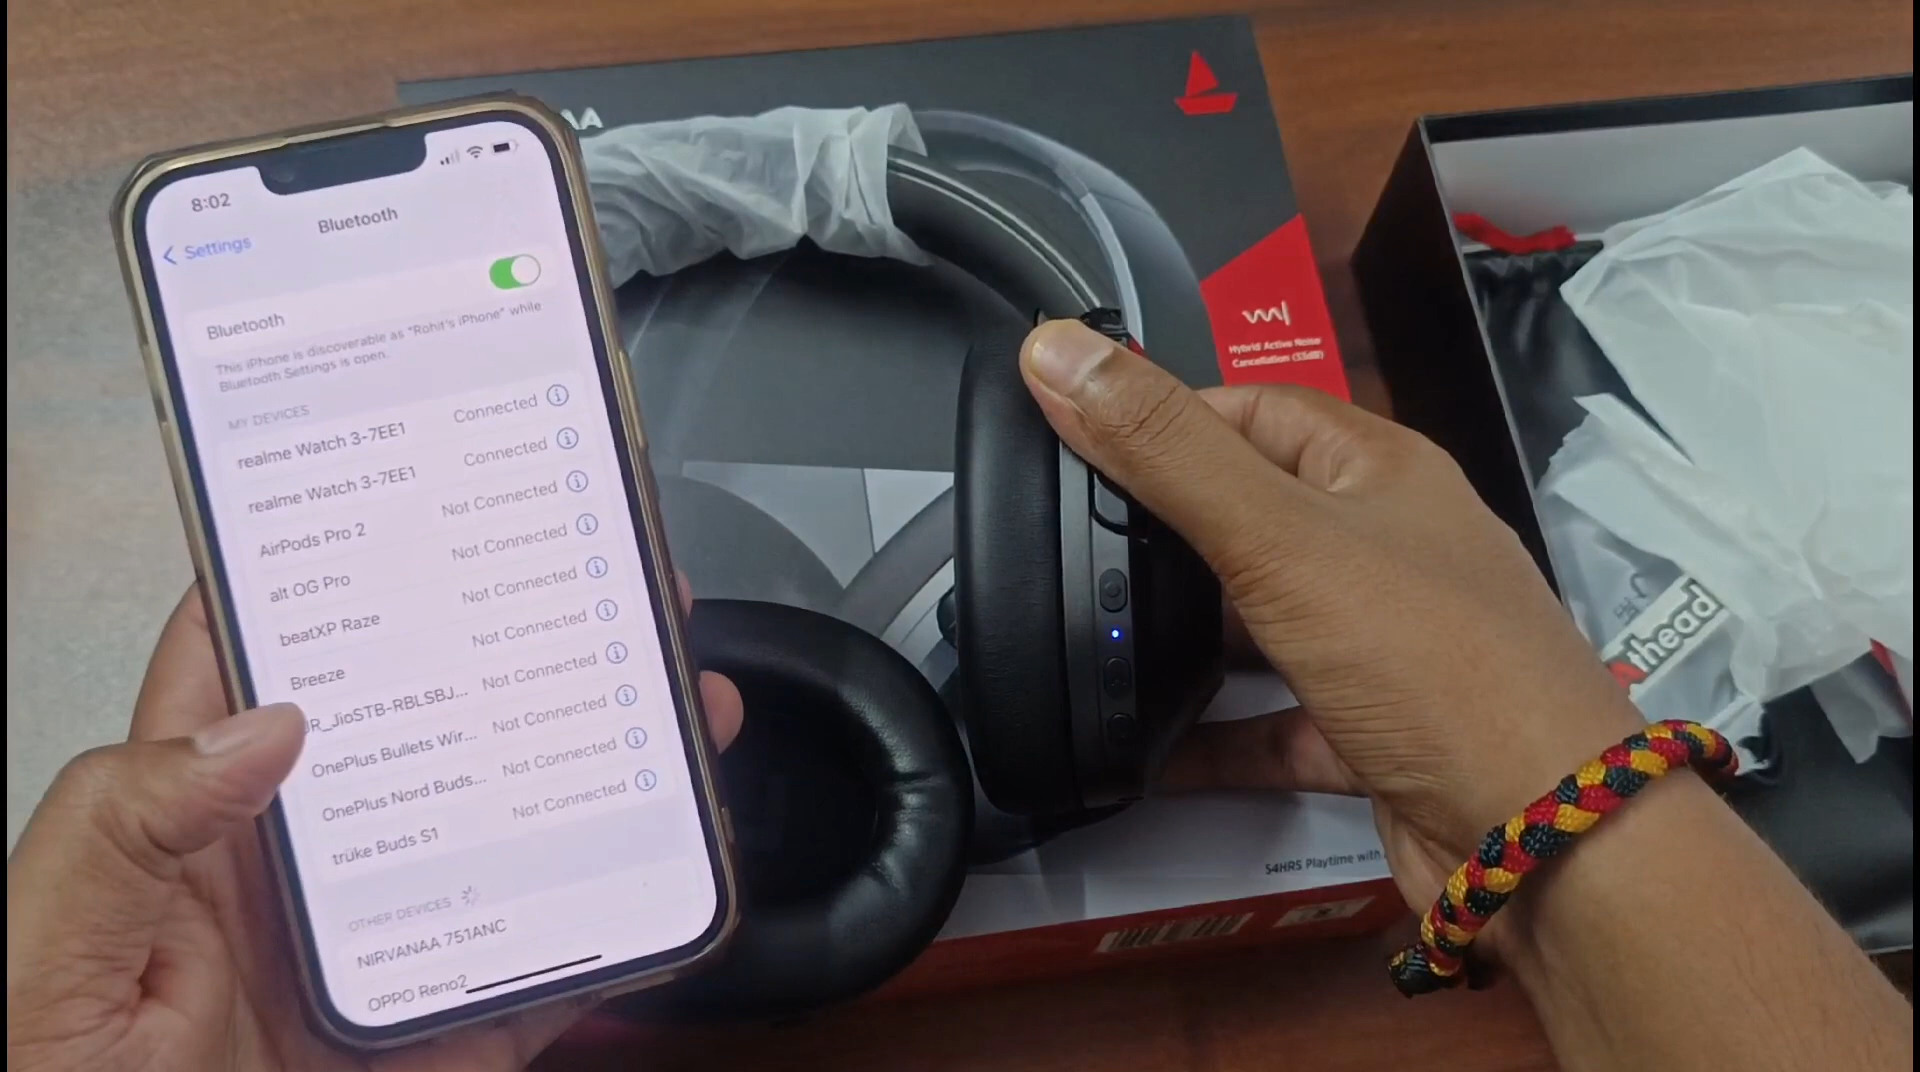 8:02
Settings
Bluetooth
Bluetooth
This iPhone is discoverable as "Rohit's iPhone" while
Bluetooth Settings is open.
MY DEVICES
realme Watch 3-7EE1 Connected
realme Watch 3-7EE1 Connected
AirPods Pro 2 Not Connected
alt OG Pro Not Connected
beatXP Raze Not Connected
Breeze Not Connected
R_JioSTB-RBLSBJ... Not Connected
OnePlus Bullets Wir... Not Connected
OnePlus Nord Buds... Not Connected
trüke Buds S1 Not Connected
OTHER DEVICES
NIRVANAA 751ANC
OPPO Reno2
AA
Hybrid Active Noise
Cancellation (33dB)
54HRS Playtime with
thead